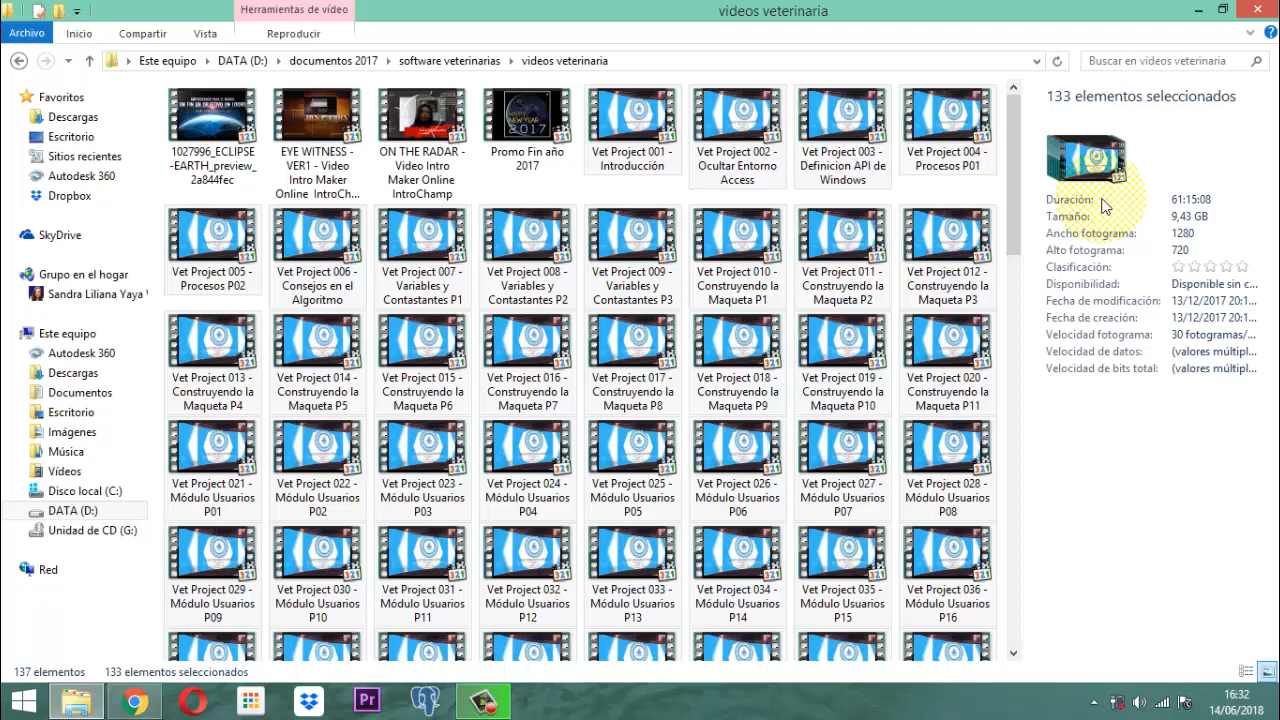 Herramientas de vídeo
videos veterinaria
Archivo
Inicio
Compartir
Vista
Reproducir
Este equipo
DATA (D:)
documentos 2017
software veterinarias
videos veterinaria
Buscar en videos veterinaria
Favoritos
Descargas
Escritorio
Sitios recientes
Autodesk 360
Dropbox
SkyDrive
Grupo en el hogar
Sandra Liliana Yaya
Este equipo
Autodesk 360
Descargas
Documentos
Escritorio
Imágenes
Música
Vídeos
Disco local (C:)
DATA (D:)
Unidad de CD (G:)
Red
1027996_ECLIPSE
-EARTH_preview_
2a844fec
EYE WITNESS -
VER1 - Video
Intro Maker
Online IntroCh...
ON THE RADAR -
Video Intro
Maker Online
IntroChamp
Promo Fin año
2017
Vet Project 001 -
Introducción
Vet Project 002 -
Ocultar Entorno
Access
Vet Project 003 -
Definicion API de
Windows
Vet Project 004 -
Procesos P01
Vet Project 005 -
Procesos P02
Vet Project 006 -
Consejos en el
Algoritmo
Vet Project 007 -
Variables y
Contastantes P1
Vet Project 008 -
Variables y
Contastantes P2
Vet Project 009 -
Variables y
Contastantes P3
Vet Project 010 -
Construyendo la
Maqueta P1
Vet Project 011 -
Construyendo la
Maqueta P2
Vet Project 012 -
Construyendo la
Maqueta P3
Vet Project 013 -
Construyendo la
Maqueta P4
Vet Project 014 -
Construyendo la
Maqueta P5
Vet Project 015 -
Construyendo la
Maqueta P6
Vet Project 016 -
Construyendo la
Maqueta P7
Vet Project 017 -
Construyendo la
Maqueta P8
Vet Project 018 -
Construyendo la
Maqueta P9
Vet Project 019 -
Construyendo la
Maqueta P10
Vet Project 020 -
Construyendo la
Maqueta P11
Vet Project 021 -
Módulo Usuarios
P01
Vet Project 022 -
Módulo Usuarios
P02
Vet Project 023 -
Módulo Usuarios
P03
Vet Project 024 -
Módulo Usuarios
P04
Vet Project 025 -
Módulo Usuarios
P05
Vet Project 026 -
Módulo Usuarios
P06
Vet Project 027 -
Módulo Usuarios
P07
Vet Project 028 -
Módulo Usuarios
P08
Vet Project 029 -
Módulo Usuarios
P09
Vet Project 030 -
Módulo Usuarios
P10
Vet Project 031 -
Módulo Usuarios
P11
Vet Project 032 -
Módulo Usuarios
P12
Vet Project 033 -
Módulo Usuarios
P13
Vet Project 034 -
Módulo Usuarios
P14
Vet Project 035 -
Módulo Usuarios
P15
Vet Project 036 -
Módulo Usuarios
P16
133 elementos seleccionados
Duración: 61:15:08
Tamaño: 9,43 GB
Ancho fotograma: 1280
Alto fotograma: 720
Clasificación:
Disponibilidad: Disponible sin c...
Fecha de modificación: 13/12/2017 20:1...
Fecha de creación: 13/12/2017 20:1...
Velocidad fotograma: 30 fotogramas/...
Velocidad de datos: (valores múltipl...
Velocidad de bits total: (valores múltipl...
137 elementos
133 elementos seleccionados
Pr
16:32
14/06/2018